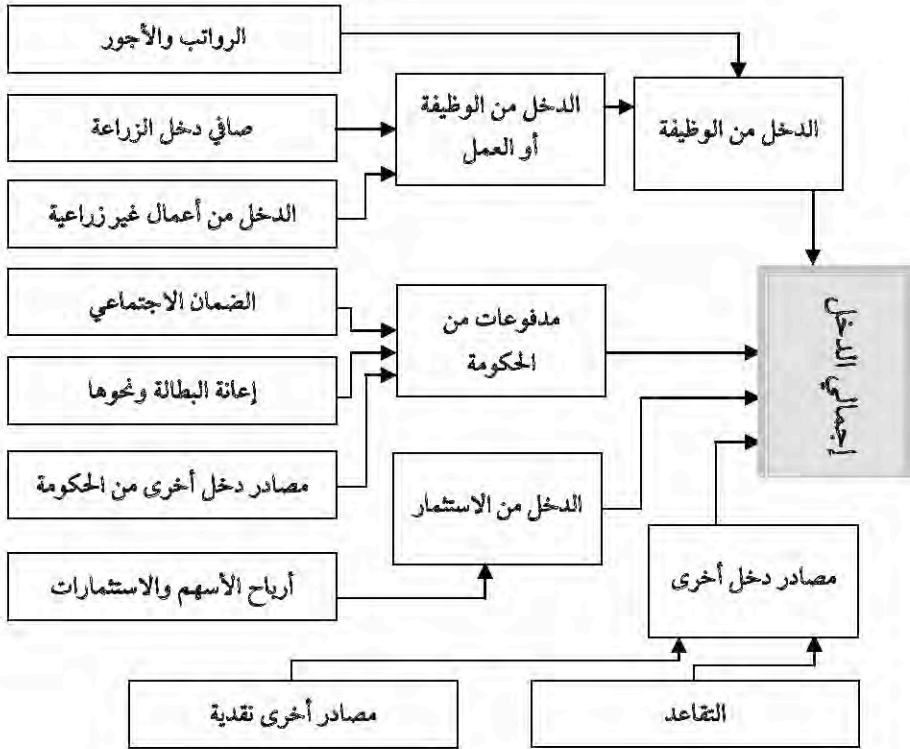 الرواتب والأجور
صافي دخل الزراعة
الدخل من أعمال غير زراعية
الدخل من الوظيفة
أو العمل
الدخل من الوظيفة
الضمان الاجتماعي
إعانة البطالة ونحوها
مصادر دخل أخرى من الحكومة
مدفوعات من
الحكومة
أرباح الأسهم والاستثمارات
الدخل من الاستثمار
إجمالي الدخل
مصادر دخل أخرى
التقاعد
مصادر أخرى نقدية